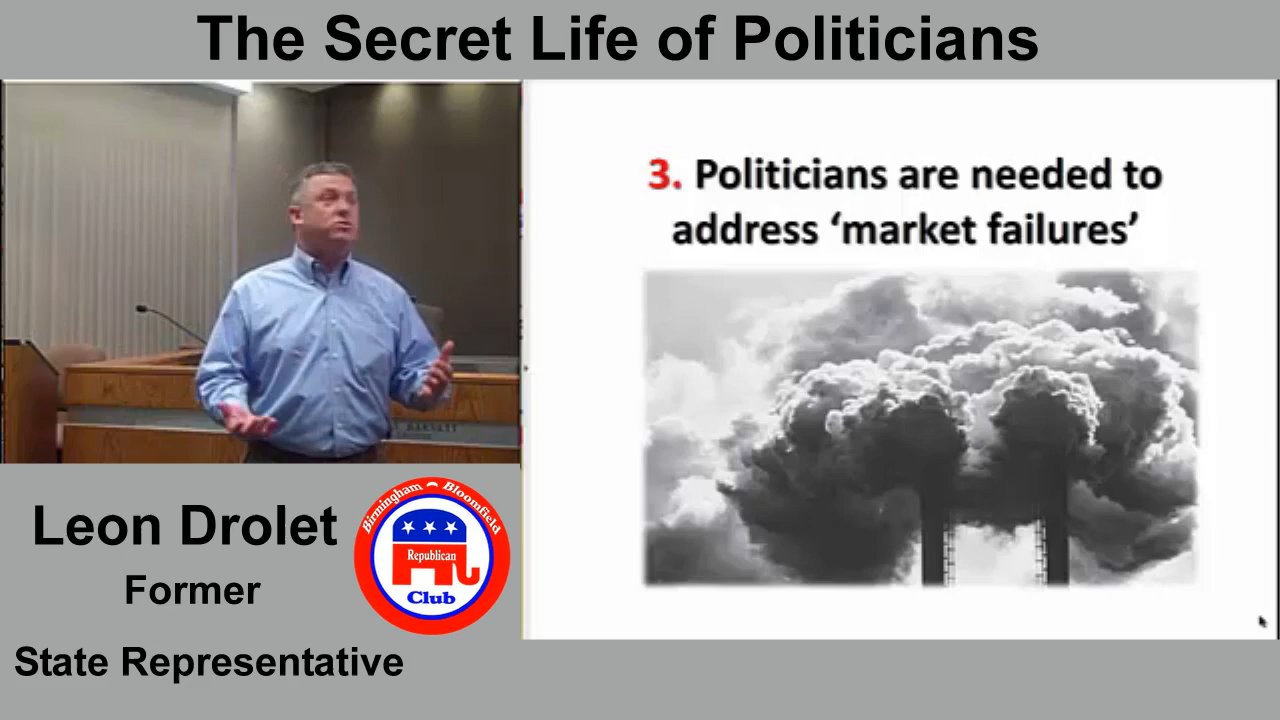 The Secret Life of Politicians
3. Politicians are needed to
address ‘market failures’
Leon Drolet
Former
State Representative
Birmingham Bloomfield
Republican
Club